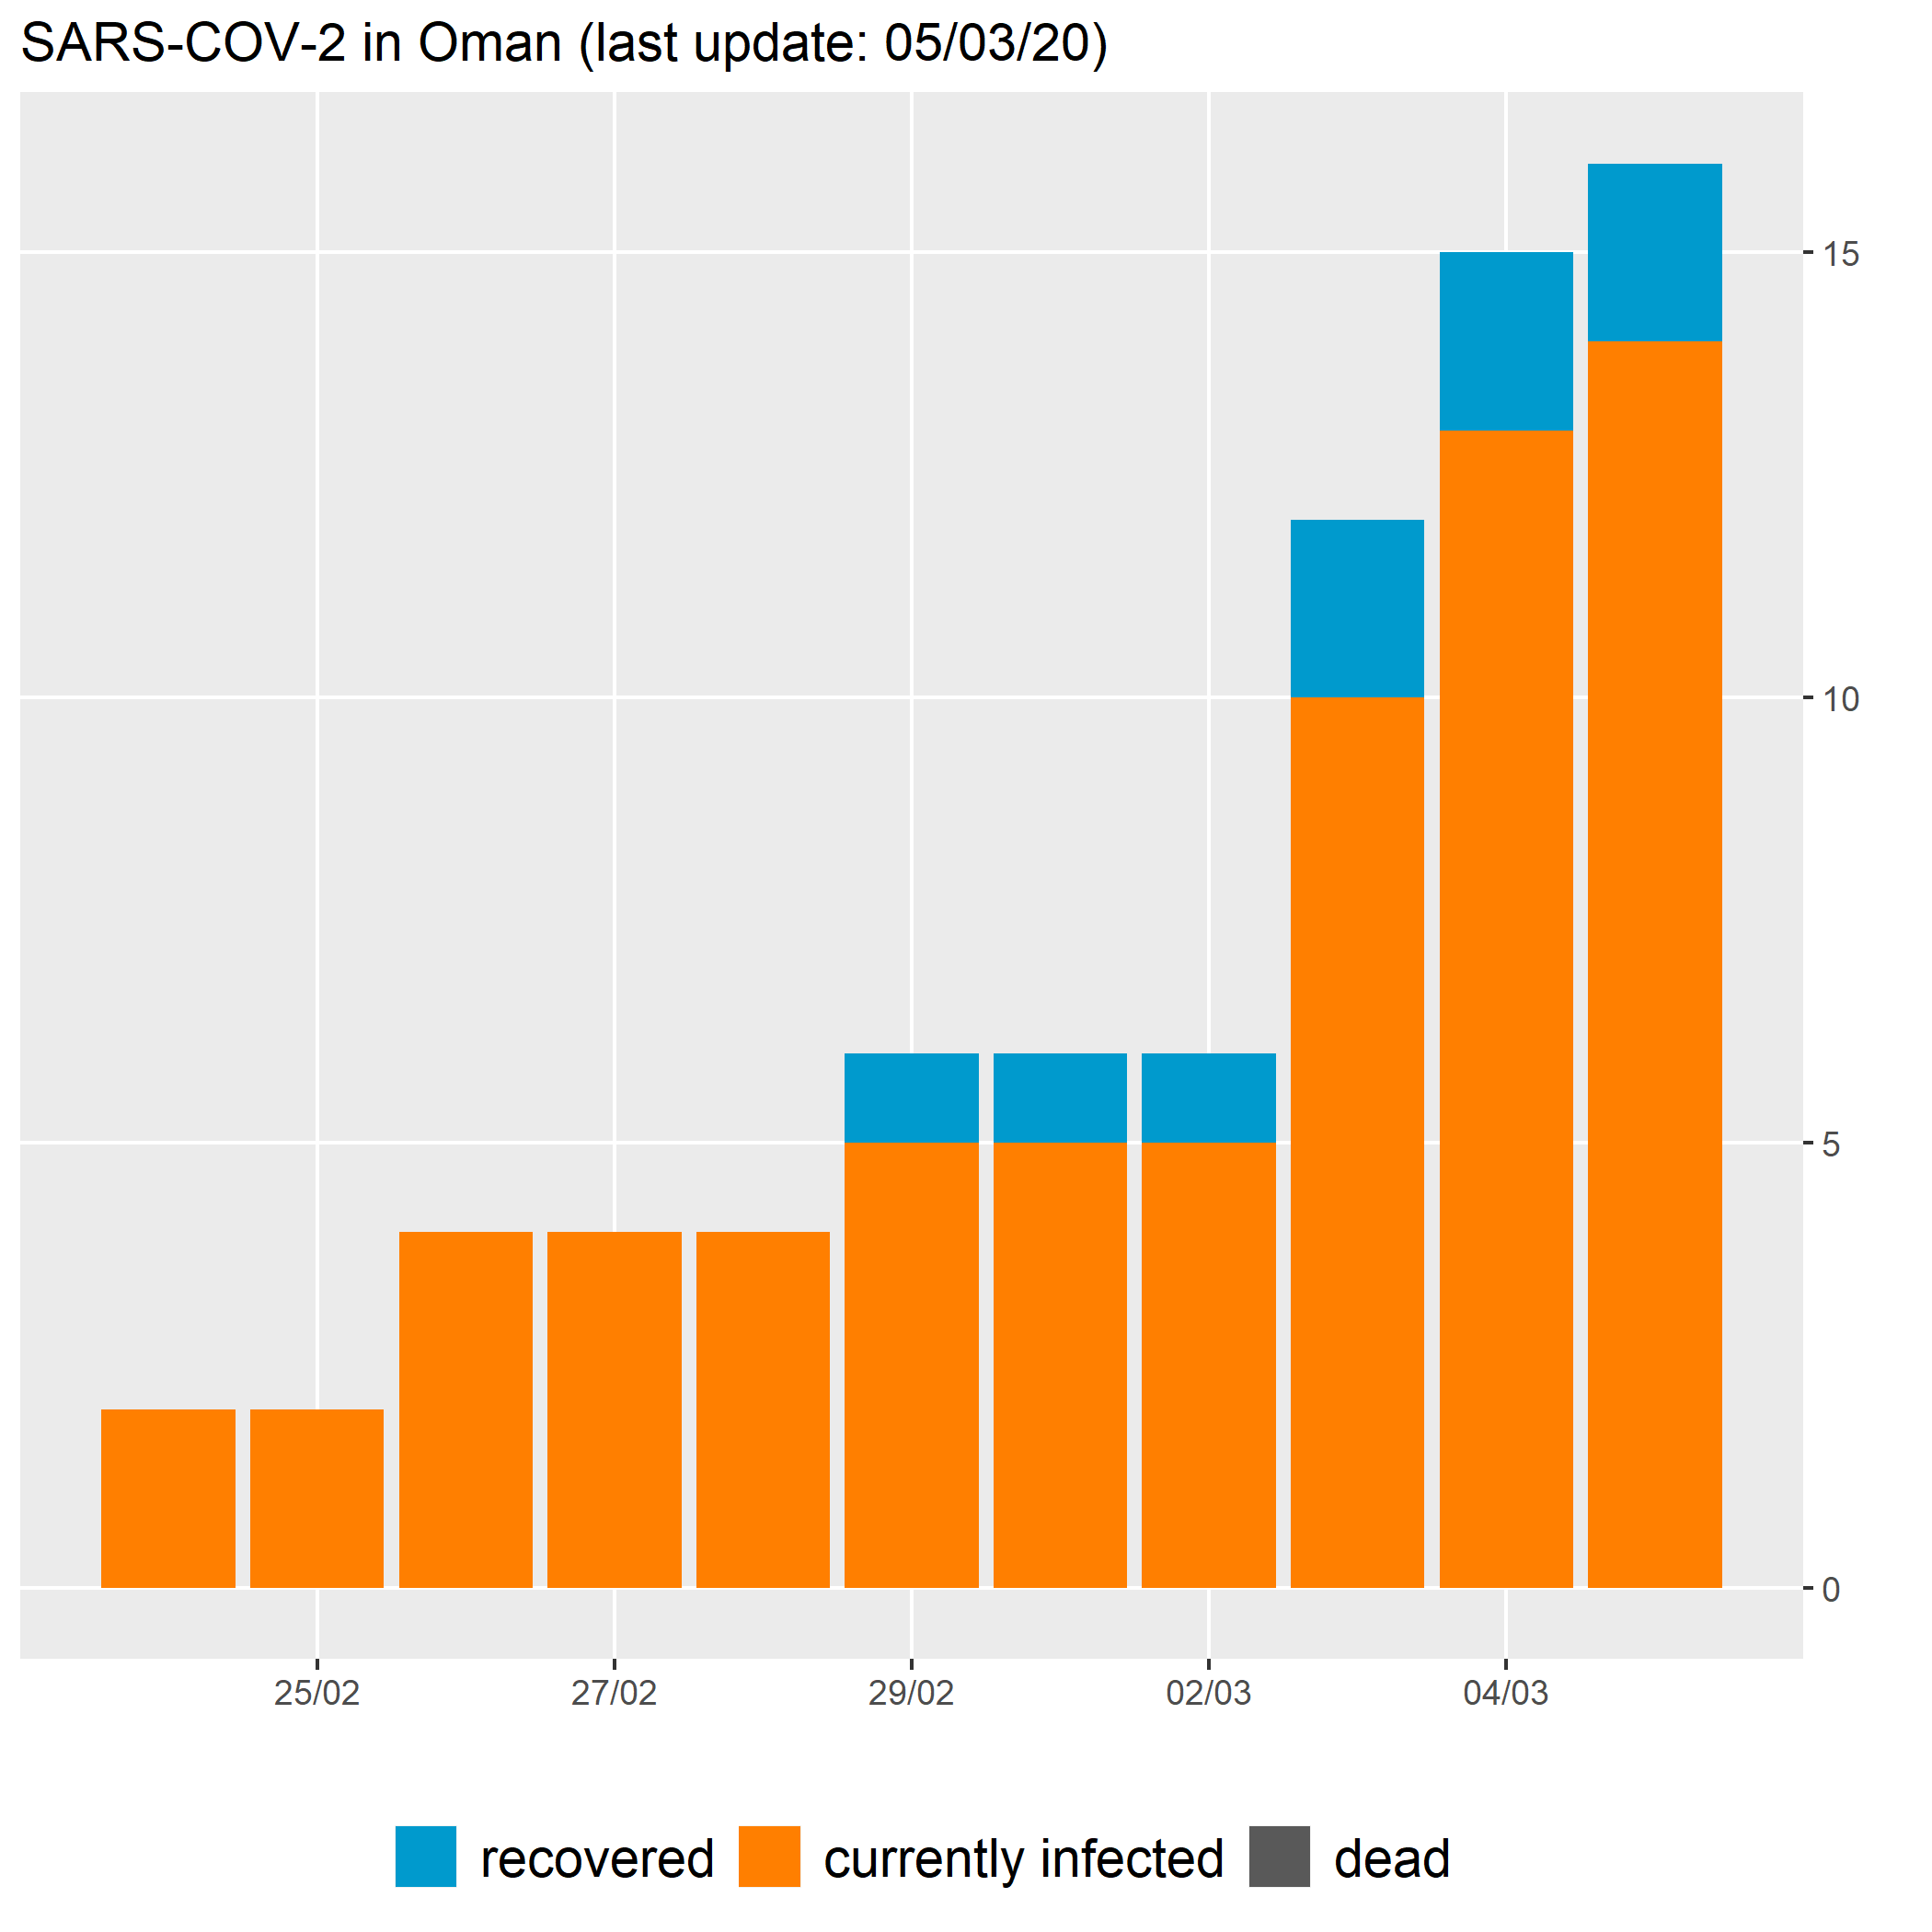 SARS-COV-2 in Oman (last update: 05/03/20)
15
10
5
0
25/02 27/02 29/02 02/03 04/03
recovered currently infected dead